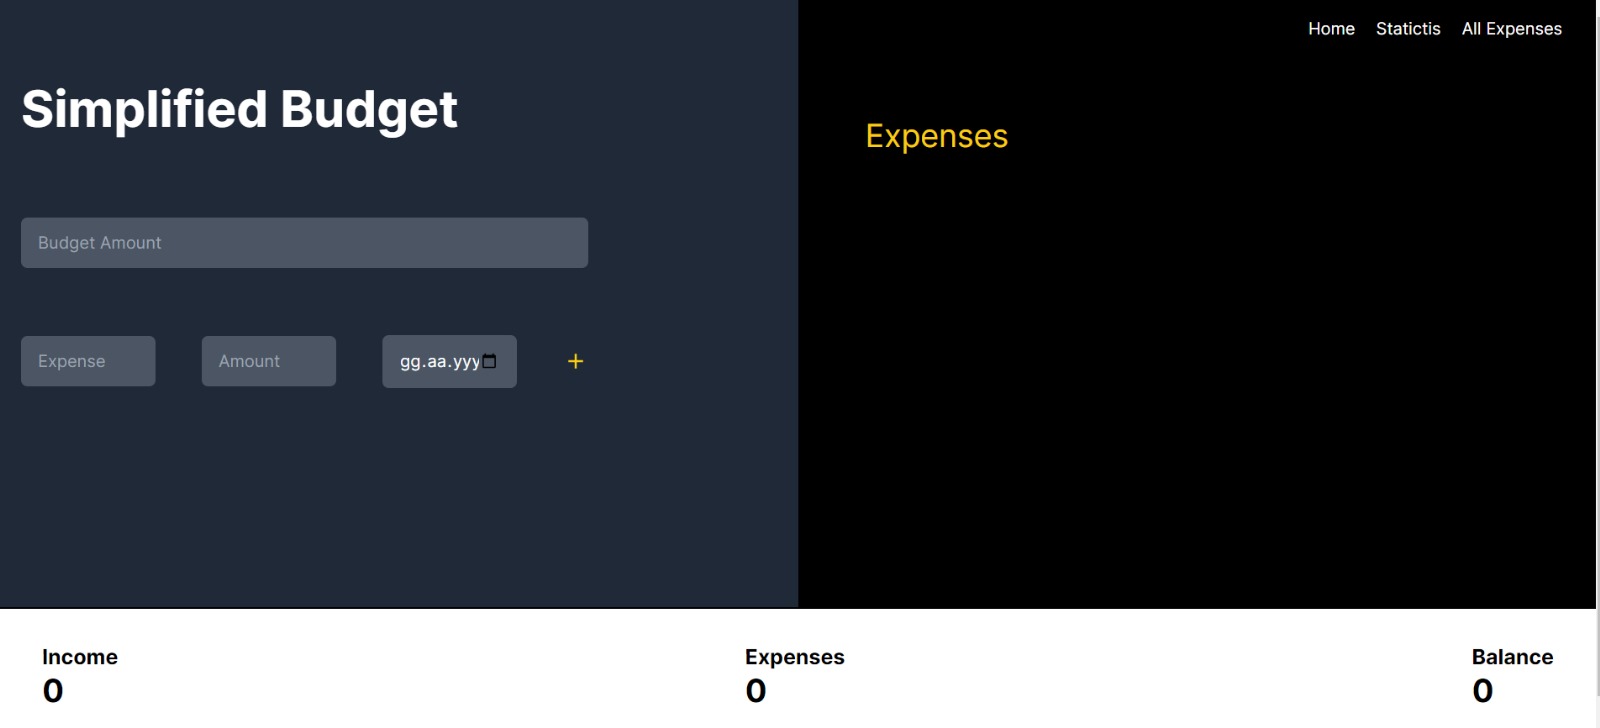 Home Statictis All Expenses
Simplified Budget
Expenses
Budget Amount
Expense Amount gg.aa.yyy +
Income Expenses Balance
0 0 0